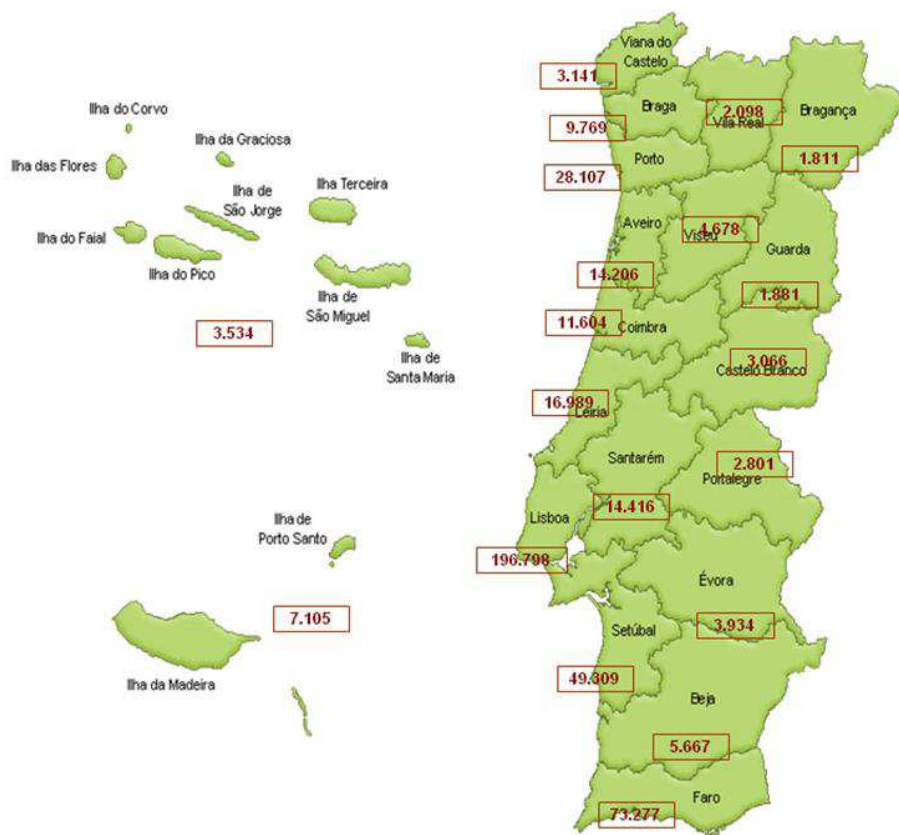 Viana do
Castelo
3.141
Braga
9.769
2.098
Vila Real
Bragança
1.811
Porto
28.107
Aveiro
14.206
4.678
Viseu
Guarda
1.881
11.604
Coimbra
3.066
Castelo Branco
16.989
Leiria
Santarém
14.416
2.801
Portalegre
Lisboa
196.798
Évora
3.934
Setúbal
49.309
Beja
5.667
Faro
73.277
Ilha do Corvo
Ilha das Flores
Ilha da Graciosa
Ilha de
São Jorge
Ilha Terceira
Ilha do Faial
Ilha do Pico
Ilha de
São Miguel
3.534
Ilha de
Santa Maria
Ilha de
Porto Santo
7.105
Ilha da Madeira